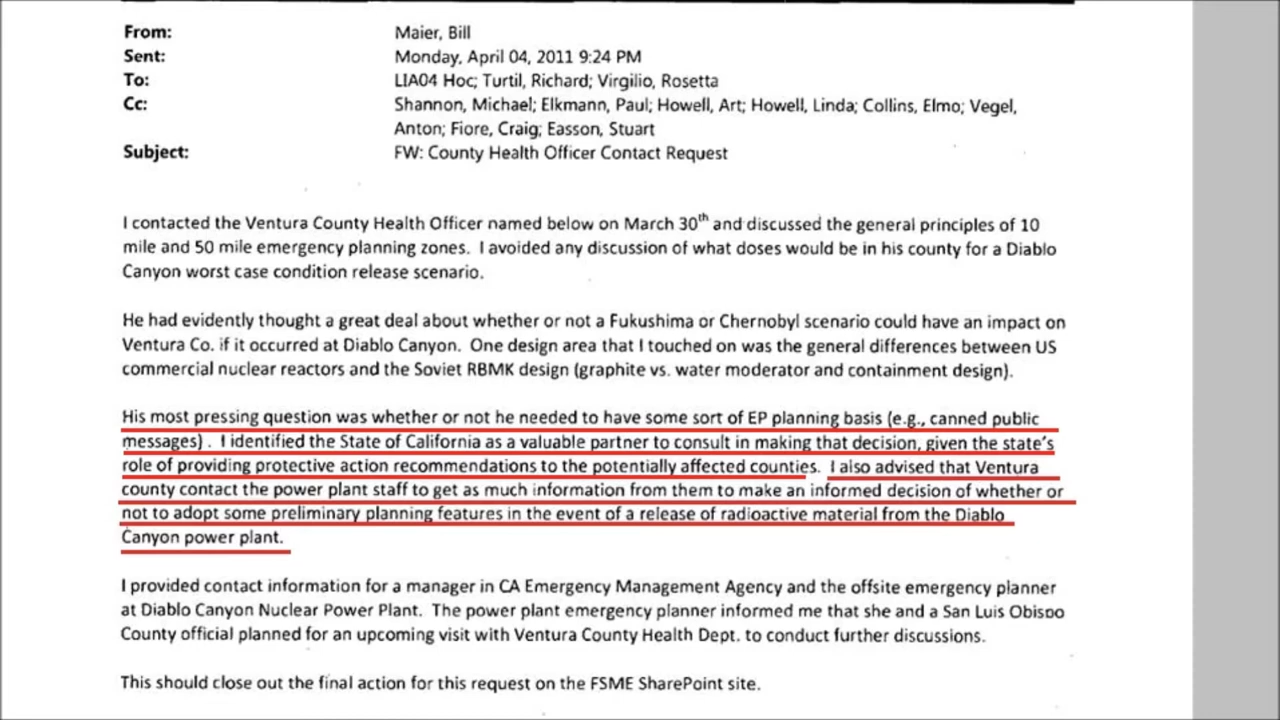 From: Maier, Bill
Sent: Monday, April 04, 2011 9:24 PM
To: LIA04 Hoc; Turtil, Richard; Virgilio, Rosetta
Cc: Shannon, Michael; Elkmann, Paul; Howell, Art; Howell, Linda; Collins, Elmo; Vegel,
Anton; Fiore, Craig; Easson, Stuart
Subject: FW: County Health Officer Contact Request
I contacted the Ventura County Health Officer named below on March 30th and discussed the general principles of 10
mile and 50 mile emergency planning zones. I avoided any discussion of what doses would be in his county for a Diablo
Canyon worst case condition release scenario.
He had evidently thought a great deal about whether or not a Fukushima or Chernobyl scenario could have an impact on
Ventura Co. if it occurred at Diablo Canyon. One design area that I touched on was the general differences between US
commercial nuclear reactors and the Soviet RBMK design (graphite vs. water moderator and containment design).
His most pressing question was whether or not he needed to have some sort of EP planning basis (e.g., canned public
messages) . I identified the State of California as a valuable partner to consult in making that decision, given the state's
role of providing protective action recommendations to the potentially affected counties. I also advised that Ventura
county contact the power plant staff to get as much information from them to make an informed decision of whether or
not to adopt some preliminary planning features in the event of a release of radioactive material from the Diablo
Canyon power plant.
I provided contact information for a manager in CA Emergency Management Agency and the offsite emergency planner
at Diablo Canyon Nuclear Power Plant. The power plant emergency planner informed me that she and a San Luis Obispo
County official planned for an upcoming visit with Ventura County Health Dept. to conduct further discussions.
This should close out the final action for this request on the FSME SharePoint site.